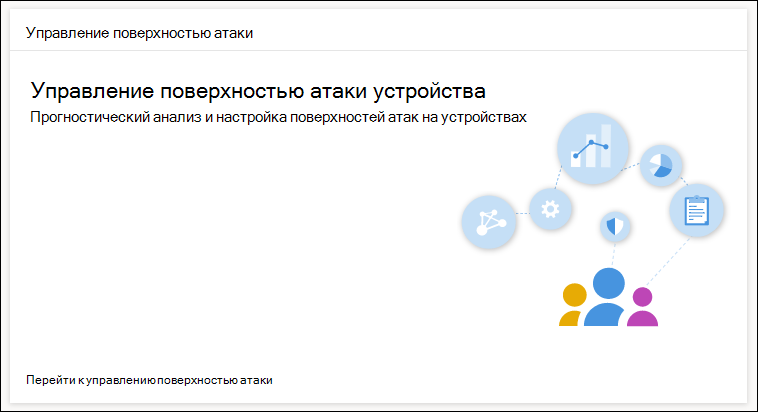 Управление поверхностью атаки
Управление поверхностью атаки устройства
Прогностический анализ и настройка поверхностей атак на устройствах
Перейти к управлению поверхностью атаки